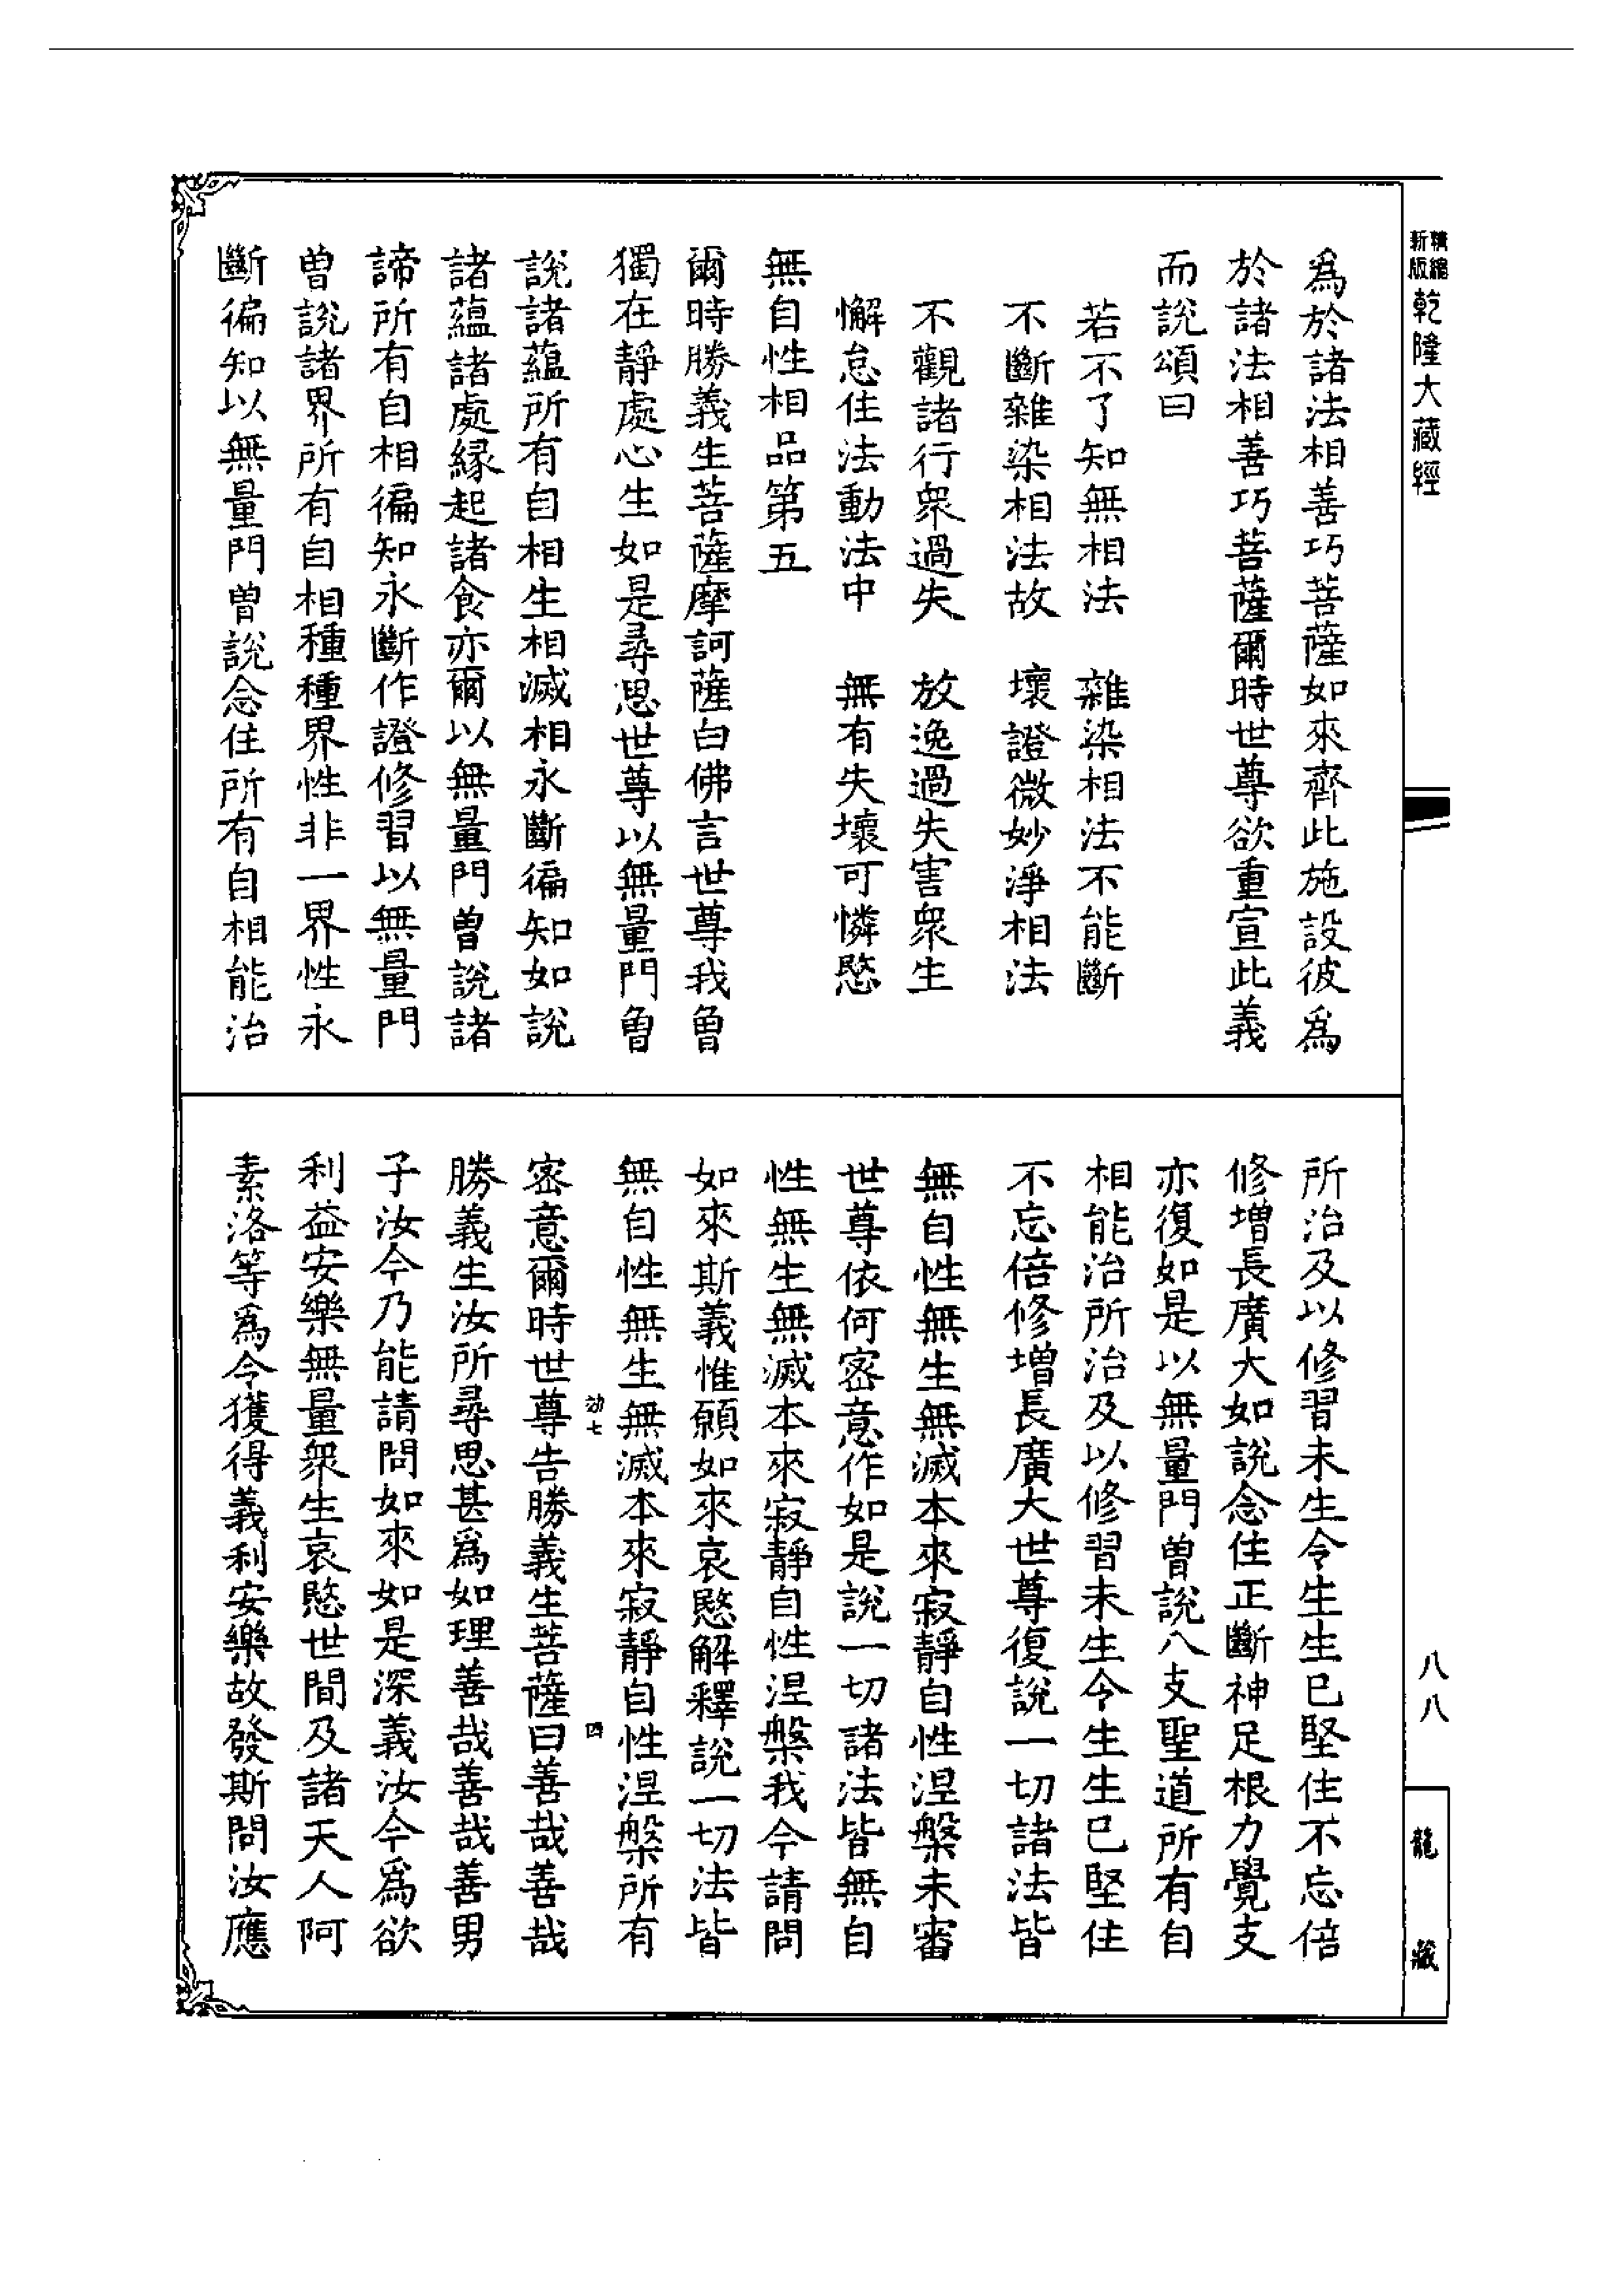 新編縮版乾隆大藏經
爲於諸法相善巧菩薩如來齊此施設彼爲
於諸法相善巧菩薩爾時世尊欲重宣此義
而說頌曰
若不了知無相法　雜染相法不能斷
不斷雜染相法故　壞證微妙淨相法
不觀諸行衆過失　放逸過失害衆生
懈怠住法動法中　無有失壞可憐愍
無自性相品第五
爾時勝義生菩薩摩訶薩白佛言世尊我曾
獨在靜處心生如是尋思世尊以無量門曾
說諸蘊所有自相生相滅相永斷徧知如說
諸蘊諸處緣起諸食亦爾以無量門曾說諸
諦所有自相徧知永斷作證修習以無量門
曾說諸界所有自相種種界性非一界性永
斷徧知以無量門曾說念住所有自相能治
所治及以修習未生令生生已堅住不忘倍
修增長廣大如說念住正斷神足根力覺支
亦復如是以無量門曾說八支聖道所有自
相能治所治及以修習未生令生生已堅住
不忘倍修增長廣大世尊復說一切諸法皆
無自性無生無滅本來寂靜自性涅槃未審
世尊依何密意作如是說一切諸法皆無自
性無生無滅本來寂靜自性涅槃我今請問
如來斯義惟願如來哀愍解釋說一切法皆
無自性無生無滅本來寂靜自性涅槃所有
効七　四
密意爾時世尊告勝義生菩薩曰善哉善哉
勝義生汝所尋思甚爲如理善哉善哉善男
子汝今乃能請問如來如是深義汝今爲欲
利益安樂無量衆生哀愍世間及諸天人阿
素洛等爲令獲得義利安樂故發斯問汝應
八八
龍藏